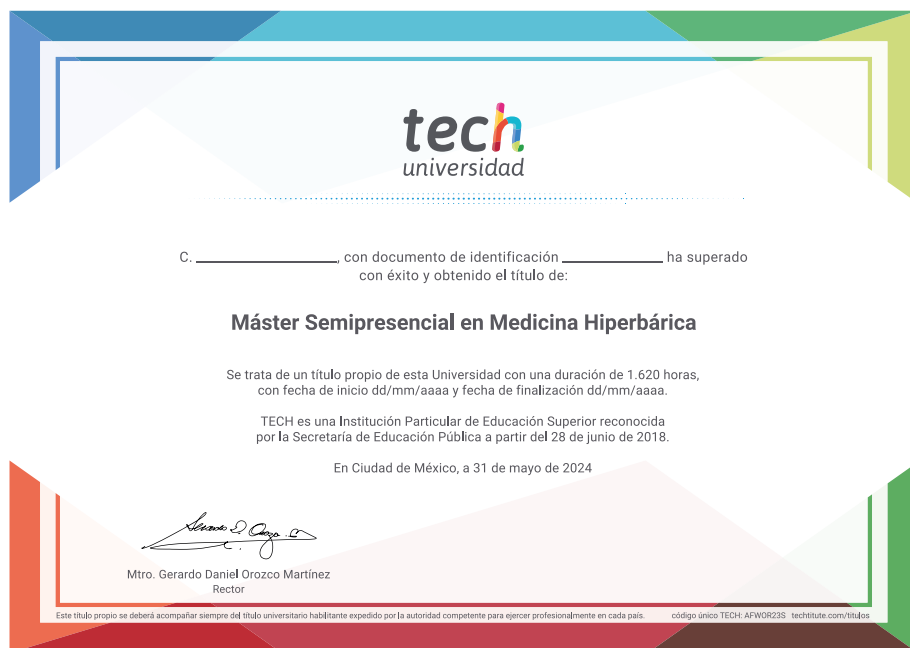 tech
universidad
C. __________________, con documento de identificación _____________ ha superado
con éxito y obtenido el título de:
Máster Semipresencial en Medicina Hiperbárica
Se trata de un título propio de esta Universidad con una duración de 1.620 horas,
con fecha de inicio dd/mm/aaaa y fecha de finalización dd/mm/aaaa.
TECH es una Institución Particular de Educación Superior reconocida
por la Secretaría de Educación Pública a partir del 28 de junio de 2018.
En Ciudad de México, a 31 de mayo de 2024
Mtro. Gerardo Daniel Orozco Martínez
Rector
Este título propio se deberá acompañar siempre del título universitario habilitante expedido por la autoridad competente para ejercer profesionalmente en cada país. código único TECH: AFWOR23S techtitute.com/titulos